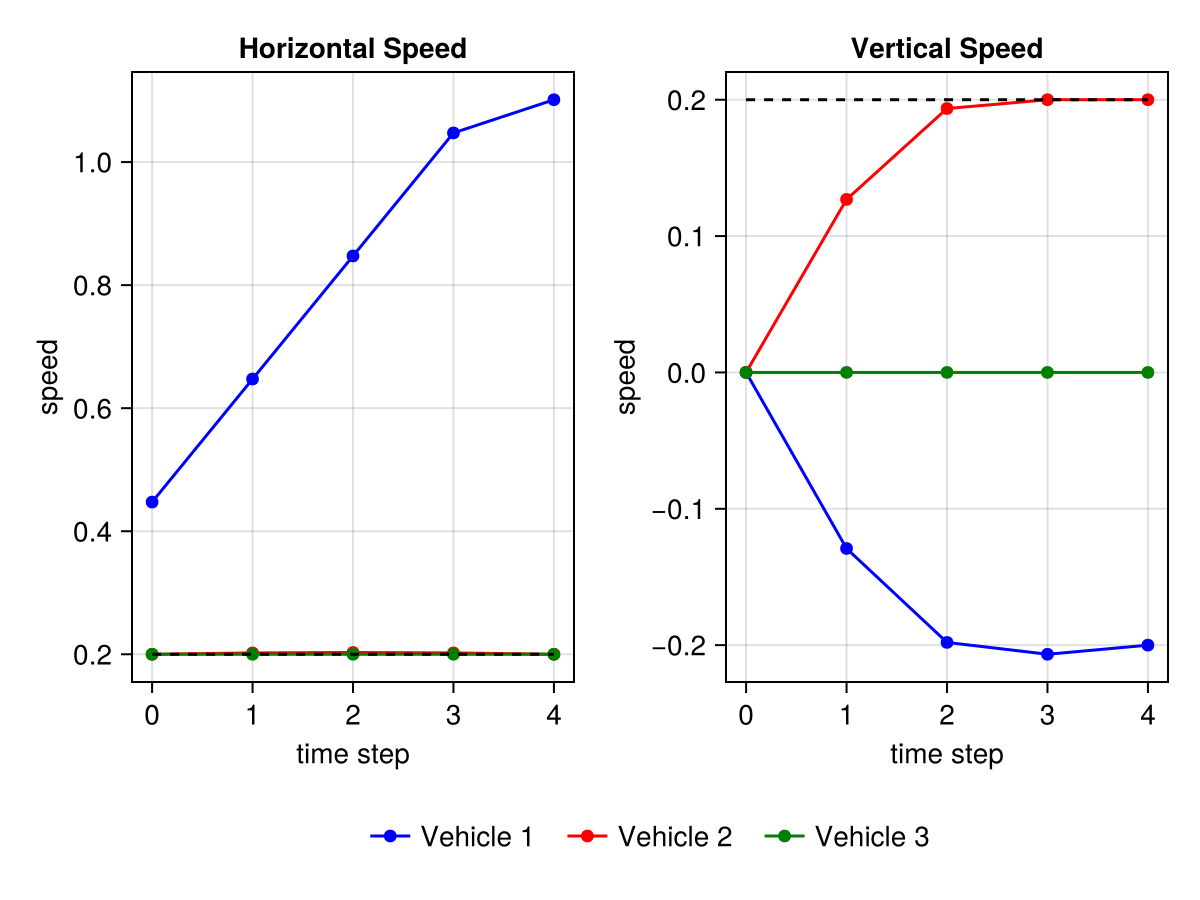 Horizontal Speed
speed
1.0
0.8
0.6
0.4
0.2
0 1 2 3 4
time step
Vertical Speed
speed
0.2
0.1
0.0
−0.1
−0.2
0 1 2 3 4
time step
Vehicle 1 Vehicle 2 Vehicle 3